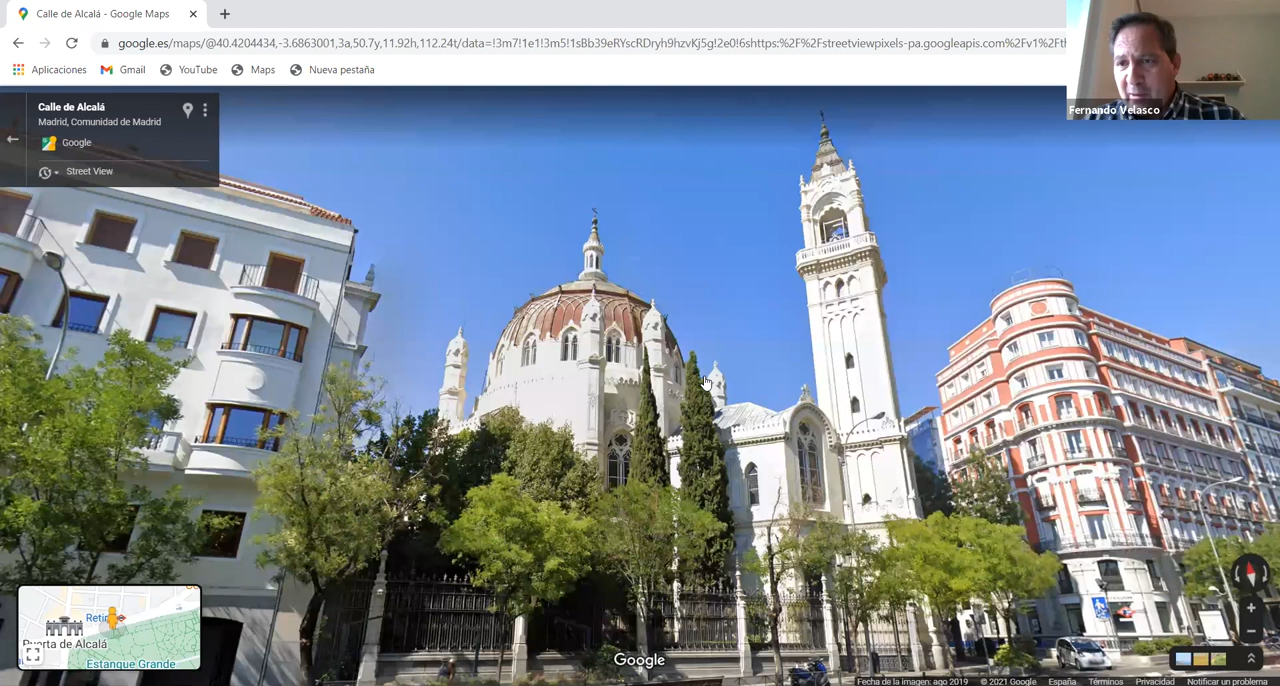 Calle de Alcalá - Google Maps
google.es/maps/@40.4204434,-3.6863001,3a,50.7y,11.92h,112.24t/data=!3m7!1e1!3m5!1sBb39eRYscRDryh9hzvKj5g!2e0!6shttps:%2F%2Fstreetviewpixels-pa.googleapis.com%2Fv1%2Fth
Aplicaciones
Gmail
YouTube
Maps
Nueva pestaña
Fernando Velasco
Calle de Alcalá
Madrid, Comunidad de Madrid
Google
Street View
Retiro
Puerta de Alcalá
Estanque Grande
Google
Fecha de la imagen: ago 2019 © 2021 Google España Términos Privacidad Notificar un problema